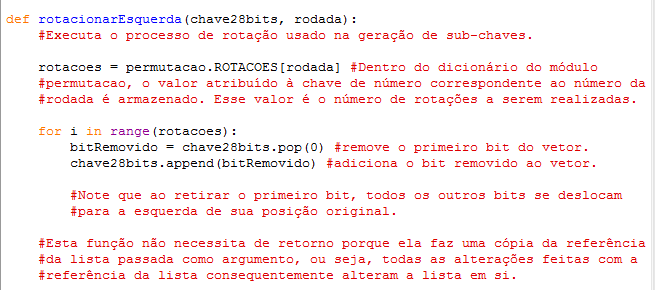 def rotacionarEsquerda(chave28bits, rodada):
#Executa o processo de rotação usado na geração de sub-chaves.
rotacoes = permutacao.ROTACOES[rodada] #Dentro do dicionário do módulo
#permutacao, o valor atribuído à chave de número correspondente ao número da
#rodada é armazenado. Esse valor é o número de rotações a serem realizadas.
for i in range(rotacoes):
bitRemovido = chave28bits.pop(0) #remove o primeiro bit do vetor.
chave28bits.append(bitRemovido) #adiciona o bit removido ao vetor.
#Note que ao retirar o primeiro bit, todos os outros bits se deslocam
#para a esquerda de sua posição original.
#Esta função não necessita de retorno porque ela faz uma cópia da referência
#da lista passada como argumento, ou seja, todas as alterações feitas com a
#referência da lista consequentemente alteram a lista em si.